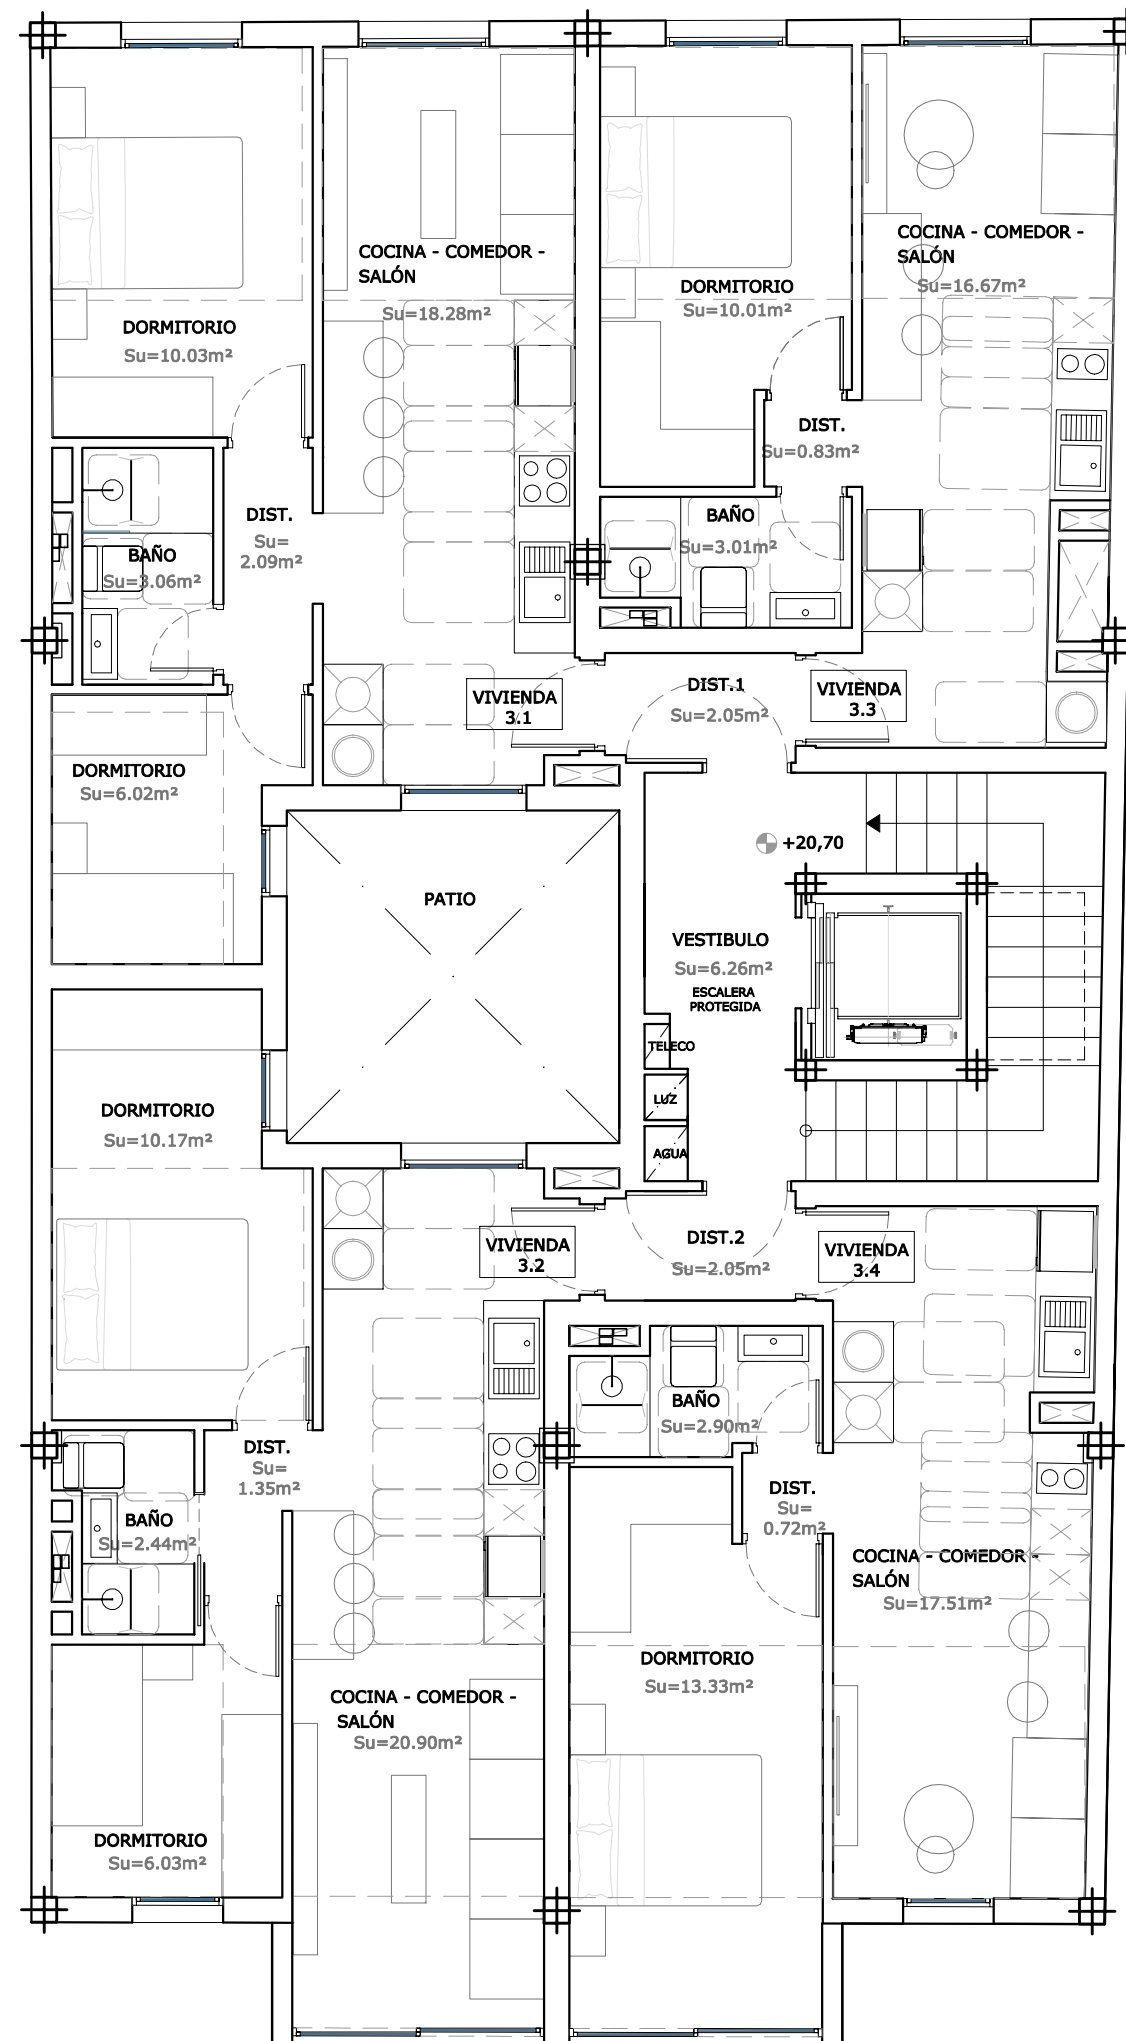 COCINA - COMEDOR -
SALÓN
Su=18.28m²
COCINA - COMEDOR -
SALÓN
Su=16.67m²
DORMITORIO
Su=10.01m²
DORMITORIO
Su=10.03m²
DIST.
Su=0.83m²
DIST.
Su=
2.09m²
BAÑO
Su=3.01m²
BAÑO
Su=3.06m²
VIVIENDA
3.1
DIST.1
Su=2.05m²
VIVIENDA
3.3
DORMITORIO
Su=6.02m²
+20,70
PATIO
VESTIBULO
Su=6.26m²
ESCALERA
PROTEGIDA
TELECO
LUZ
AGUA
DORMITORIO
Su=10.17m²
VIVIENDA
3.2
DIST.2
Su=2.05m²
VIVIENDA
3.4
BAÑO
Su=2.90m²
DIST.
Su=
1.35m²
DIST.
Su=
0.72m²
BAÑO
Su=2.44m²
COCINA - COMEDOR -
SALÓN
Su=17.51m²
DORMITORIO
Su=13.33m²
COCINA - COMEDOR -
SALÓN
Su=20.90m²
DORMITORIO
Su=6.03m²